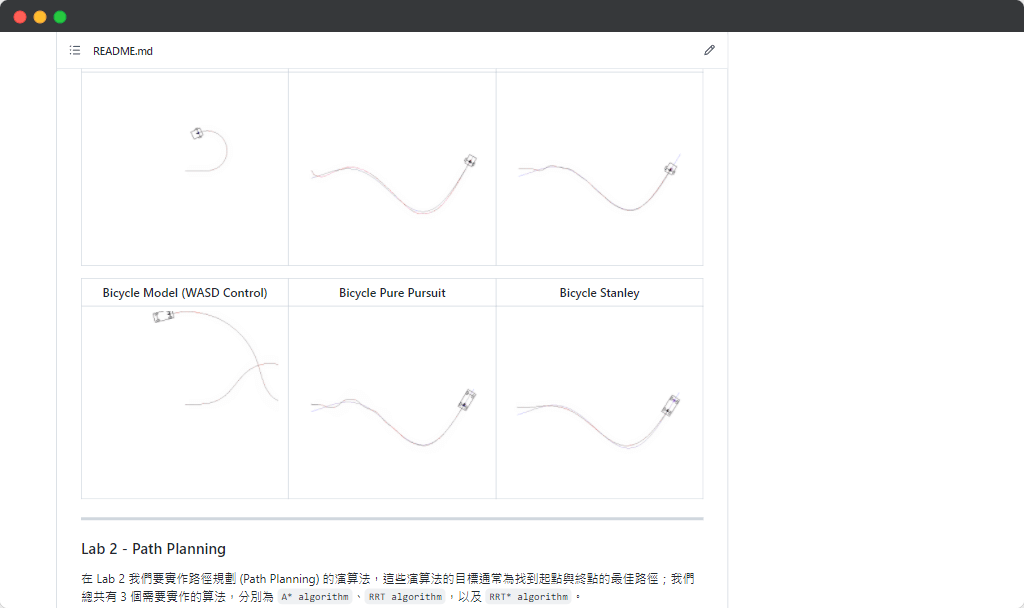 README.md
Bicycle Model (WASD Control) Bicycle Pure Pursuit Bicycle Stanley
Lab 2 - Path Planning
在 Lab 2 我們要實作路徑規劃 (Path Planning) 的演算法，這些演算法的目標通常為找到起點與終點的最佳路徑；我們
總共有 3 個需要實作的算法，分別為 A* algorithm 、 RRT algorithm ，以及 RRT* algorithm 。